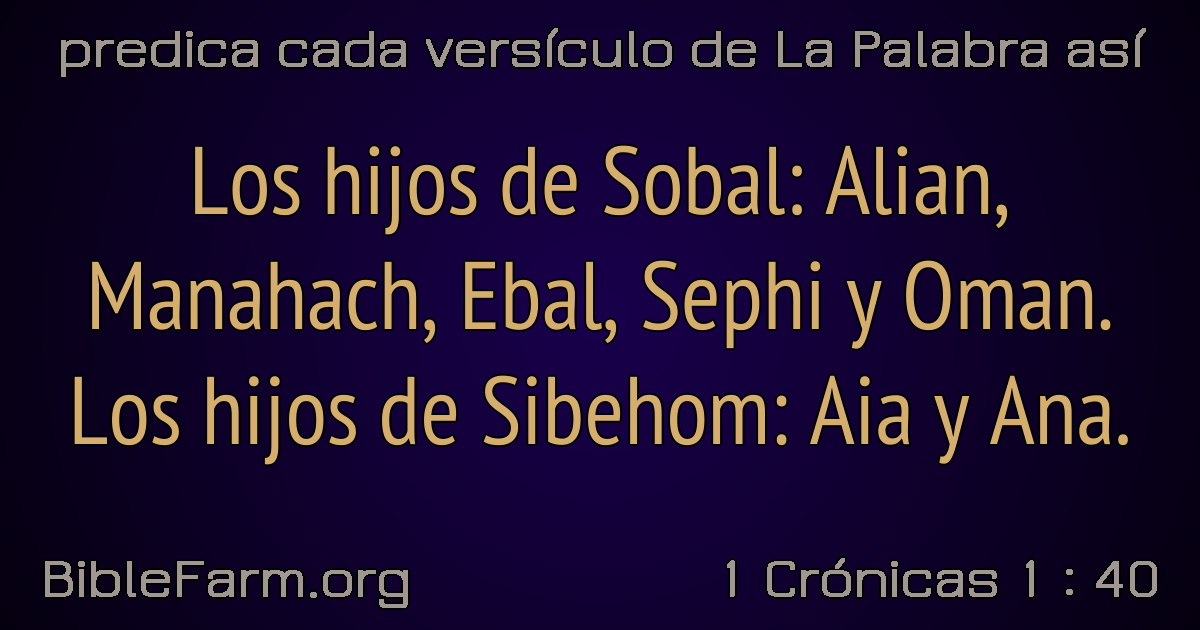 predica cada versículo de La Palabra así
Los hijos de Sobal: Alian,
Manahach, Ebal, Sephi y Oman.
Los hijos de Sibehom: Aia y Ana.
BibleFarm.org
1 Crónicas 1 : 40